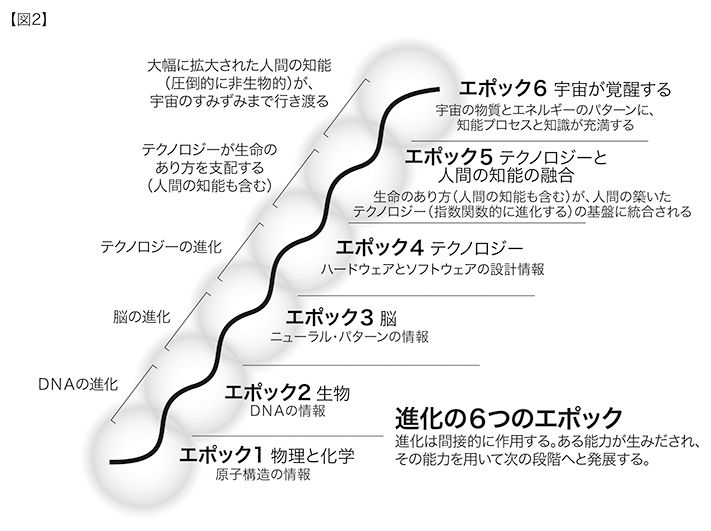 【図2】
大幅に拡大された人間の知能
（圧倒的に非生物的）が、
宇宙のすみずみまで行き渡る
エポック6 宇宙が覚醒する
宇宙の物質とエネルギーのパターンに、
知能プロセスと知識が充満する
テクノロジーが生命の
あり方を支配する
（人間の知能も含む）
エポック5 テクノロジーと
人間の知能の融合
生命のあり方（人間の知能も含む）が、人間の築いた
テクノロジー（指数関数的に進化する）の基盤に統合される
テクノロジーの進化
エポック4 テクノロジー
ハードウェアとソフトウェアの設計情報
脳の進化
エポック3 脳
ニューラル・パターンの情報
DNAの進化
エポック2 生物
DNAの情報
エポック1 物理と化学
原子構造の情報
進化の6つのエポック
進化は間接的に作用する。ある能力が生みだされ、
その能力を用いて次の段階へと発展する。